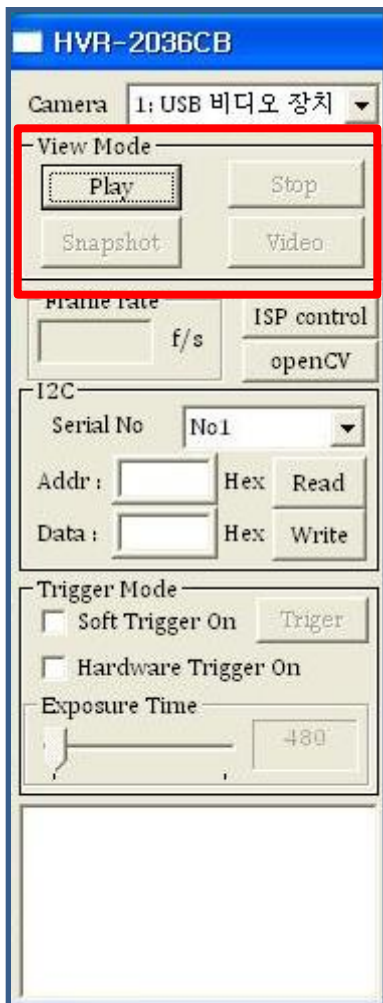 HVR-2036CB
Camera 1: USB 비디오 장치
View Mode
Play Stop
Snapshot Video
Frame rate
f/s
ISP control
openCV
I2C
Serial No No1
Addr : Hex Read
Data : Hex Write
Trigger Mode
Soft Trigger On Triger
Hardware Trigger On
Exposure Time
480